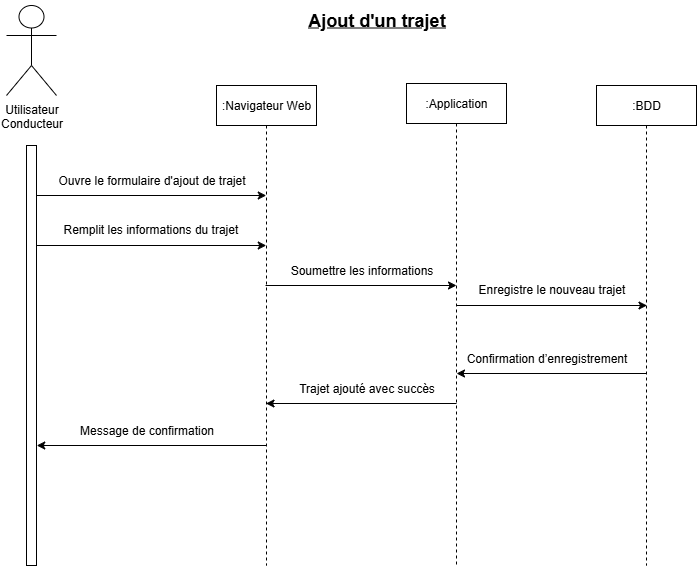 Ajout d'un trajet
Utilisateur
Conducteur
:Navigateur Web
:Application
:BDD
Ouvre le formulaire d'ajout de trajet
Remplit les informations du trajet
Soumettre les informations
Enregistre le nouveau trajet
Confirmation d'enregistrement
Trajet ajouté avec succès
Message de confirmation